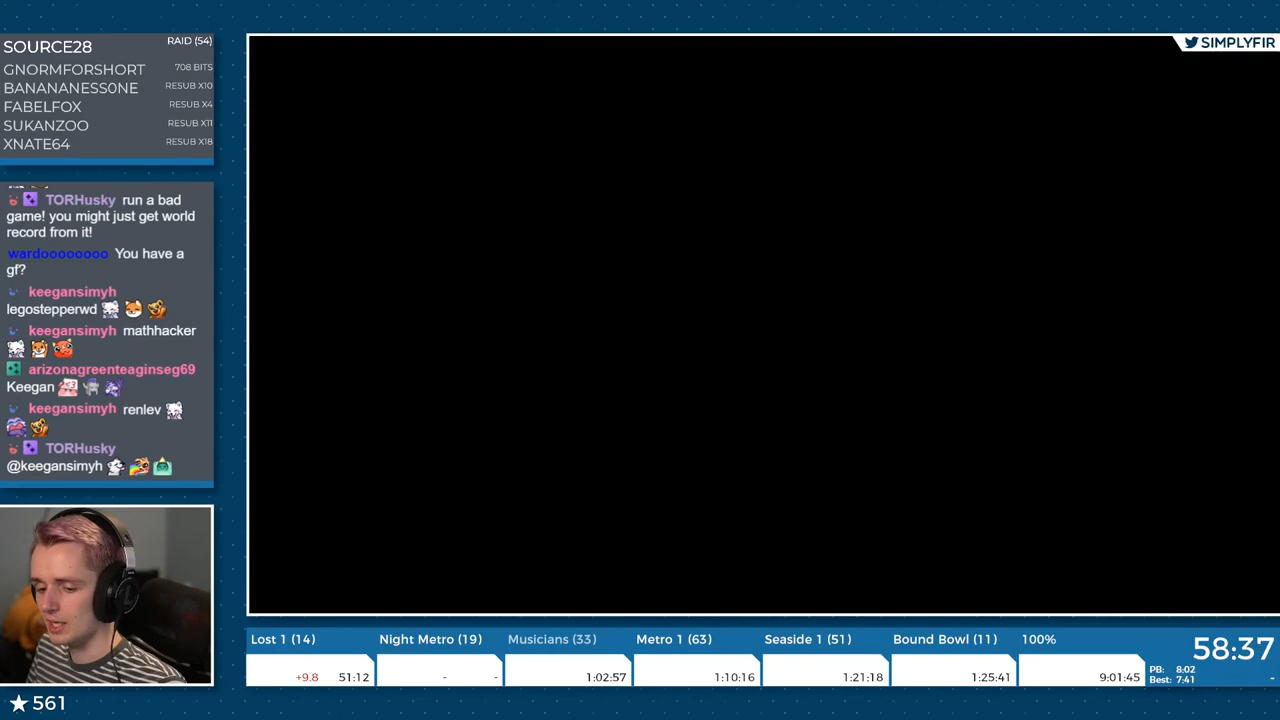 SOURCE28 RAID (54)
GNORMFORSHORT 708 BITS
BANANANESS0NE RESUB X10
FABELFOX RESUB X4
SUKANZOO RESUB X11
XNATE64 RESUB X18
SIMPLYFIR
TORHusky run a bad
game! you might just get world
record from it!
wardoooooooo You have a
gf?
keegansimyh
legostepperwd
keegansimyh mathhacker
arizonagreenteaginseg69
Keegan
keegansimyh renlev
TORHusky
@keegansimyh
Lost 1 (14) Night Metro (19) Musicians (33) Metro 1 (63) Seaside 1 (51) Bound Bowl (11) 100%
+9.8 51:12 - - 1:02:57 1:10:16 1:21:18 1:25:41 9:01:45
58:37
PB: 8:02
Best: 7:41 -
★ 561